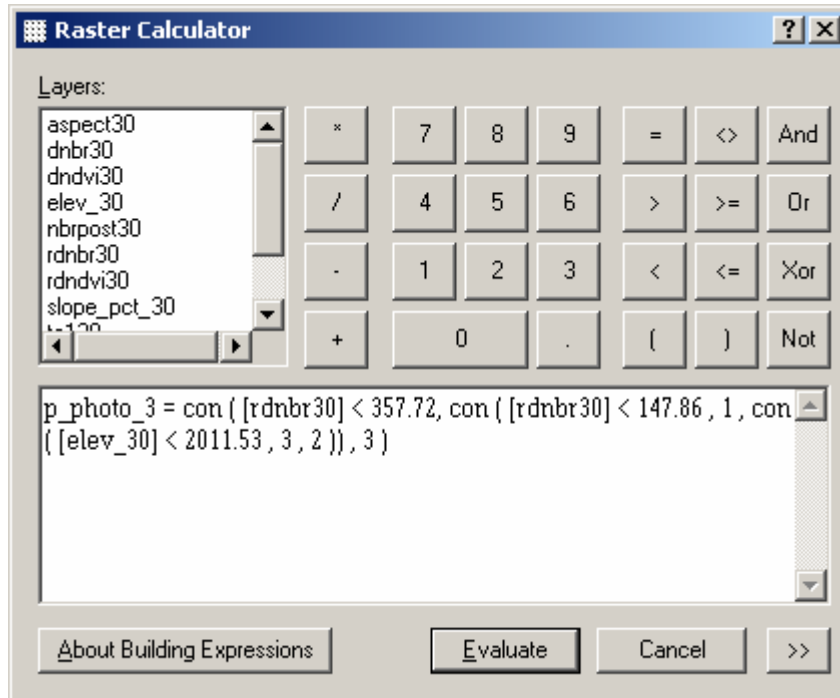 Raster Calculator
Layers:
aspect30
dnbr30
dndvi30
elev_30
nbrpost30
rdnbr30
rdndvi30
slope_pct_30
* 7 8 9 = <> And
/ 4 5 6 > >= Or
- 1 2 3 < <= Xor
+ 0 . ( ) Not
p_photo_3 = con ( [rdnbr30] < 357.72, con ( [rdnbr30] < 147.86 , 1 , con
( [elev_30] < 2011.53 , 3 , 2 )) , 3 )
About Building Expressions Evaluate Cancel >>